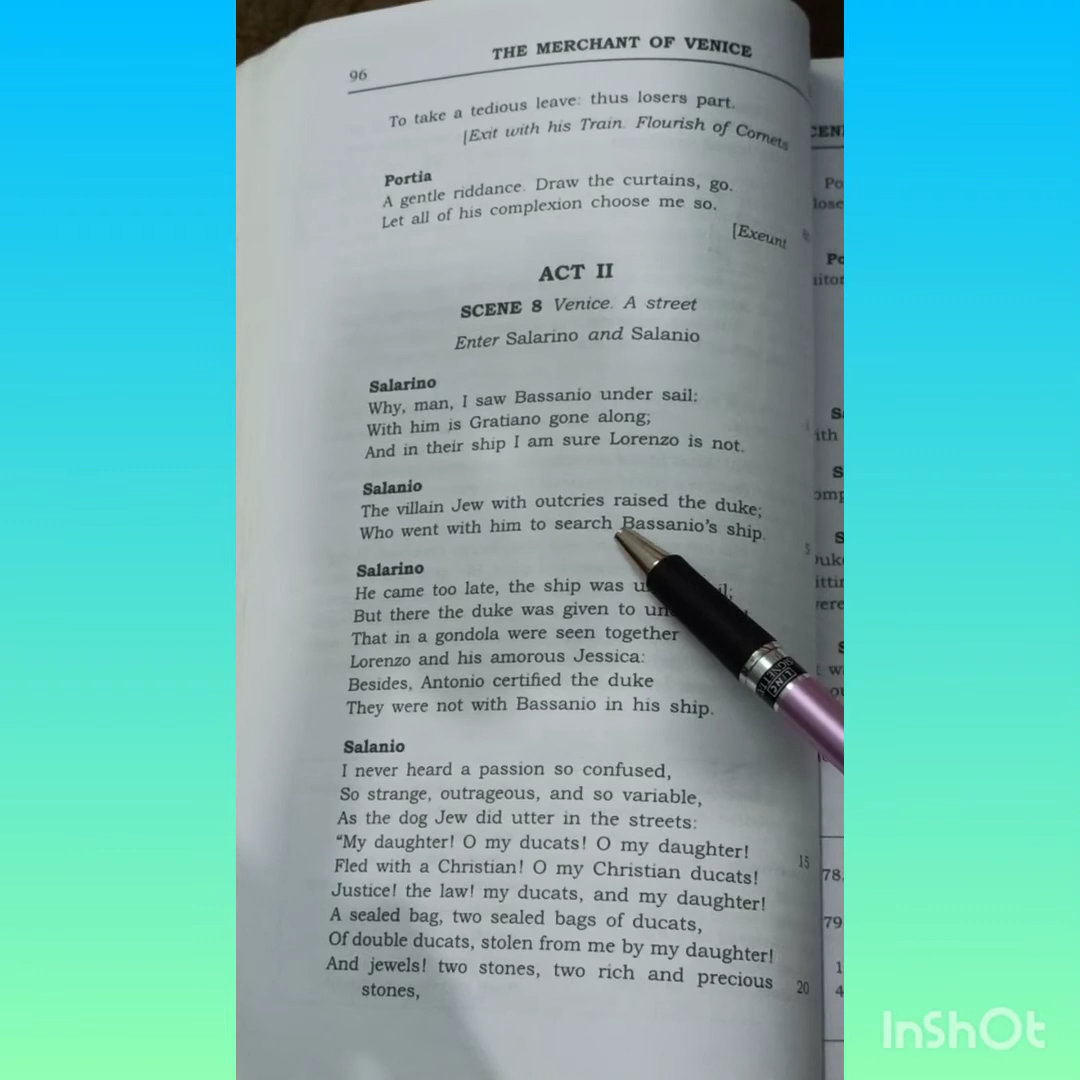 96
THE MERCHANT OF VENICE
To take a tedious leave: thus losers part.
[Exit with his Train. Flourish of Cornets
Portia
A gentle riddance. Draw the curtains, go.
Let all of his complexion choose me so.
[Exeunt
ACT II
SCENE 8 Venice. A street
Enter Salarino and Salanio
Salarino
Why, man, I saw Bassanio under sail:
With him is Gratiano gone along;
And in their ship I am sure Lorenzo is not.
Salanio
The villain Jew with outcries raised the duke;
Who went with him to search Bassanio's ship.
5
Salarino
He came too late, the ship was
But there the duke was given to
That in a gondola were seen together
Lorenzo and his amorous Jessica:
Besides, Antonio certified the duke
They were not with Bassanio in his ship.
Salanio
I never heard a passion so confused,
So strange, outrageous, and so variable,
As the dog Jew did utter in the streets:
"My daughter! O my ducats! O my daughter!
Fled with a Christian! O my Christian ducats!
15
Justice! the law! my ducats, and my daughter!
A sealed bag, two sealed bags of ducats,
Of double ducats, stolen from me by my daughter!
And jewels! two stones, two rich and precious
20
stones,
78,
79
InShOt